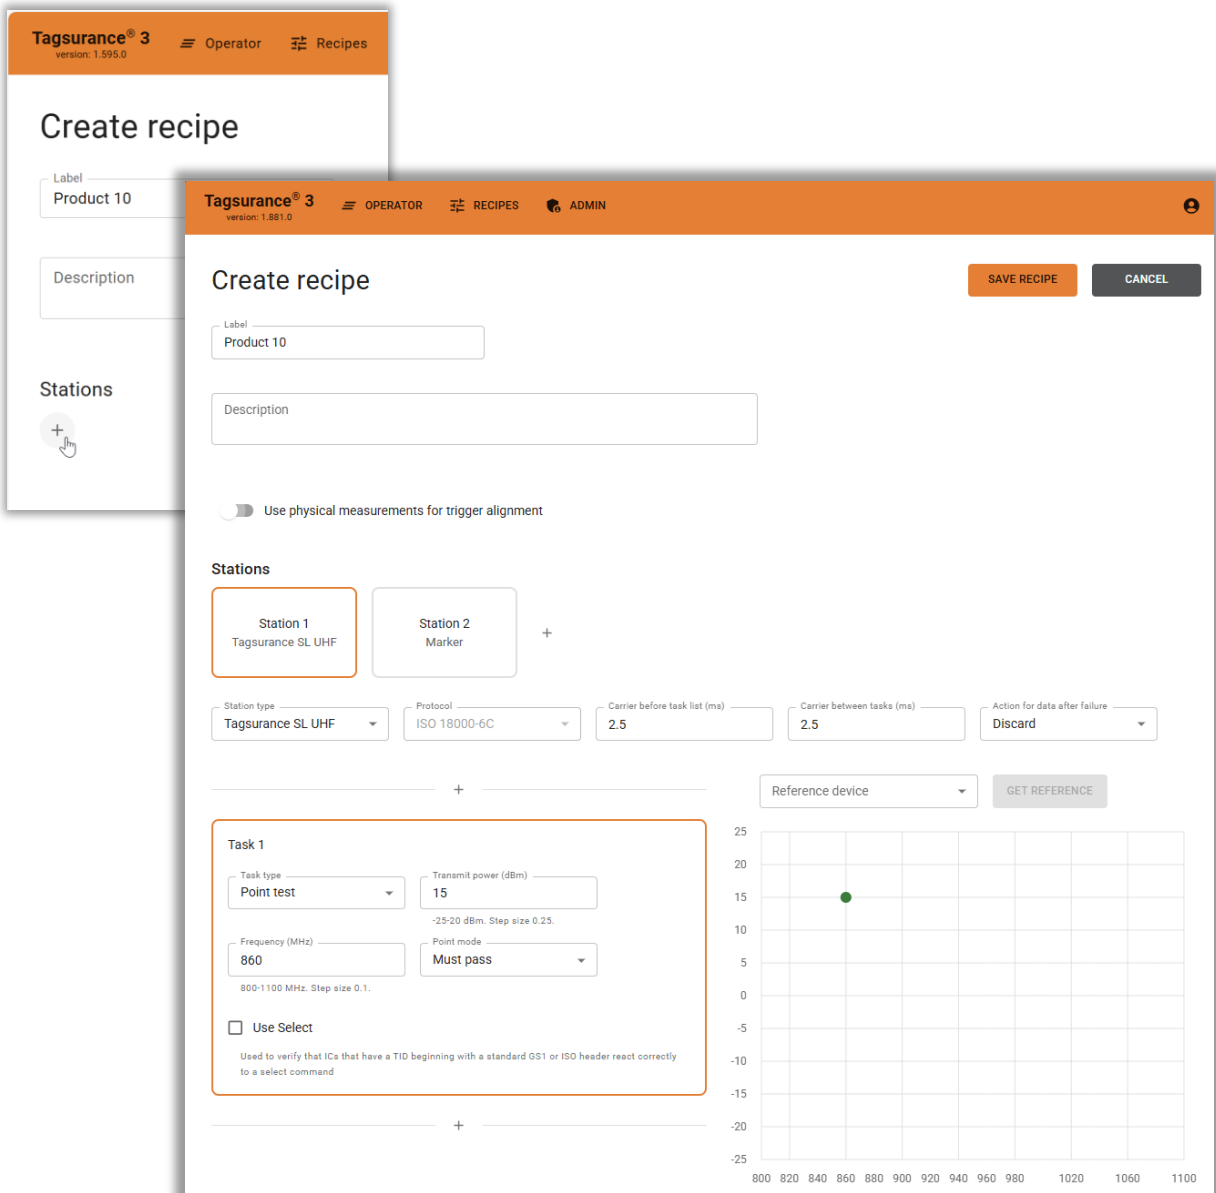 Tagsurance® 3
version: 1.595.0
Operator
Recipes
Create recipe
Label
Product 10
Description
Stations
+
Tagsurance® 3
version: 1.881.0
OPERATOR
RECIPES
ADMIN
Create recipe
SAVE RECIPE
CANCEL
Label
Product 10
Description
Use physical measurements for trigger alignment
Stations
Station 1
Tagsurance SL UHF
Station 2
Marker
+
Station type
Tagsurance SL UHF
Protocol
ISO 18000-6C
Carrier before task list (ms)
2.5
Carrier between tasks (ms)
2.5
Action for data after failure
Discard
+
Task 1
Task type
Point test
Transmit power (dBm)
15
-25-20 dBm. Step size 0.25.
Frequency (MHz)
860
800-1100 MHz. Step size 0.1.
Point mode
Must pass
Use Select
Used to verify that ICs that have a TID beginning with a standard GS1 or ISO header react correctly
to a select command
+
Reference device
GET REFERENCE
25
20
15
10
5
0
-5
-10
-15
-20
-25
800 820 840 860 880 900 920 940 960 980 1020 1060 1100